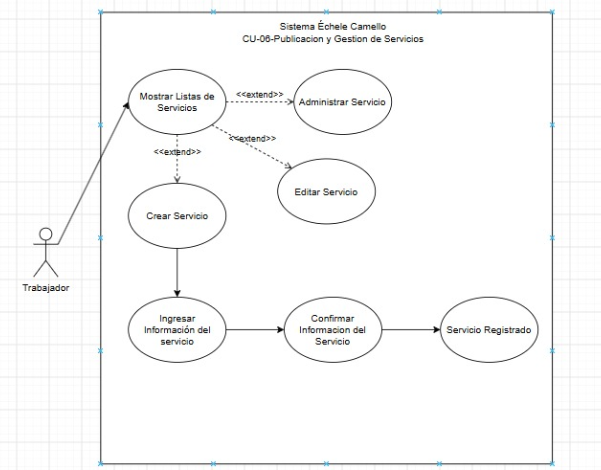 Sistema Échele Camello
CU-06-Publicacion y Gestion de Servicios
Mostrar Listas de
Servicios
<<extend>>
Administrar Servicio
<<extend>>
<<extend>>
Editar Servicio
Crear Servicio
Trabajador
Ingresar
Información del
servicio
Confirmar
Informacion del
Servicio
Servicio Registrado